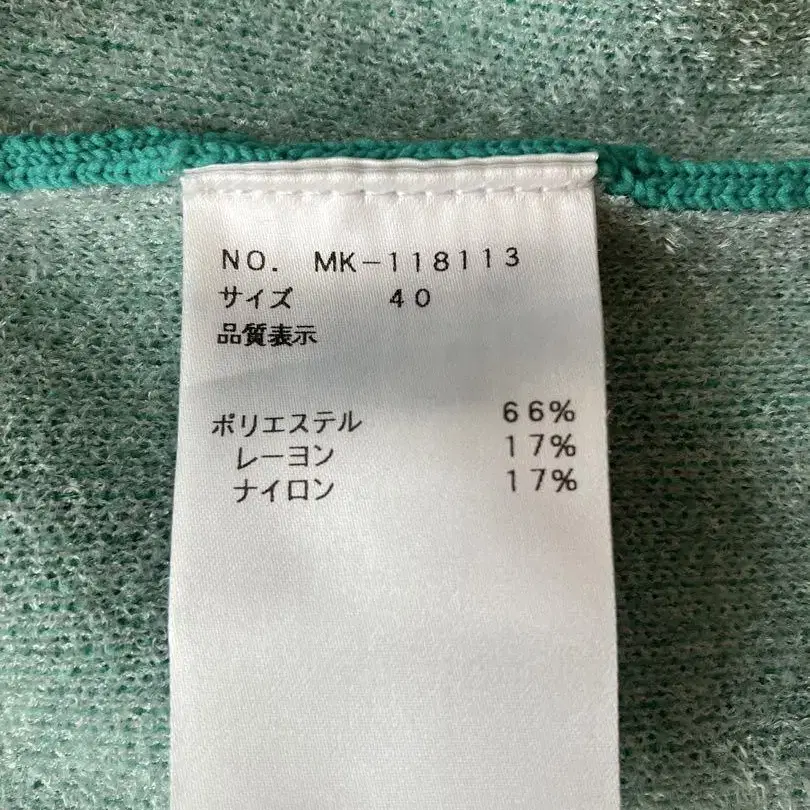 NO. MK-118113
サイズ 40
品質表示
ポリエステル 66%
レーヨン 17%
ナイロン 17%